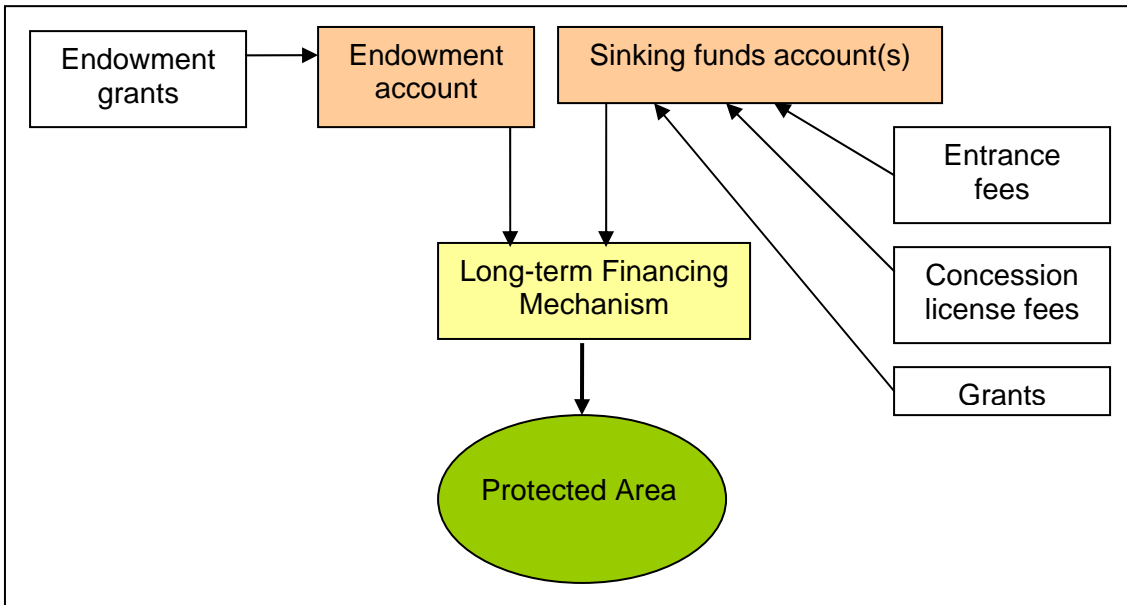 Endowment
grants
Endowment
account
Sinking funds account(s)
Entrance
fees
Long-term Financing
Mechanism
Concession
license fees
Grants
Protected Area